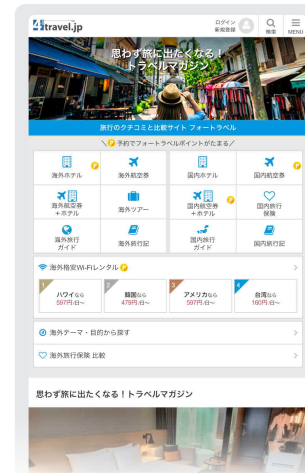 4travel.jp
ログイン
新規登録
検索
MENU
思わず旅に
出たくなる！
トラベルマガジン
旅行のクチコミと比較サイト フォートラベル
＼P 予約でフォートラベルポイントがたまる／
海外ホテル P
海外航空券
国内ホテル
国内航空券 P
海外航空券
＋ホテル
海外ツアー
国内航空券
＋ホテル P
国内旅行
保険
海外旅行
ガイド
海外旅行記
国内旅行
ガイド
国内旅行記
海外格安Wi-Fiレンタル P
1
ハワイなら
597円/日〜
2
韓国なら
479円/日〜
3
アメリカなら
597円/日〜
4
台湾なら
160円/日〜
海外テーマ・目的から探す
海外旅行保険 比較
思わず旅に出たくなる！トラベルマガジン